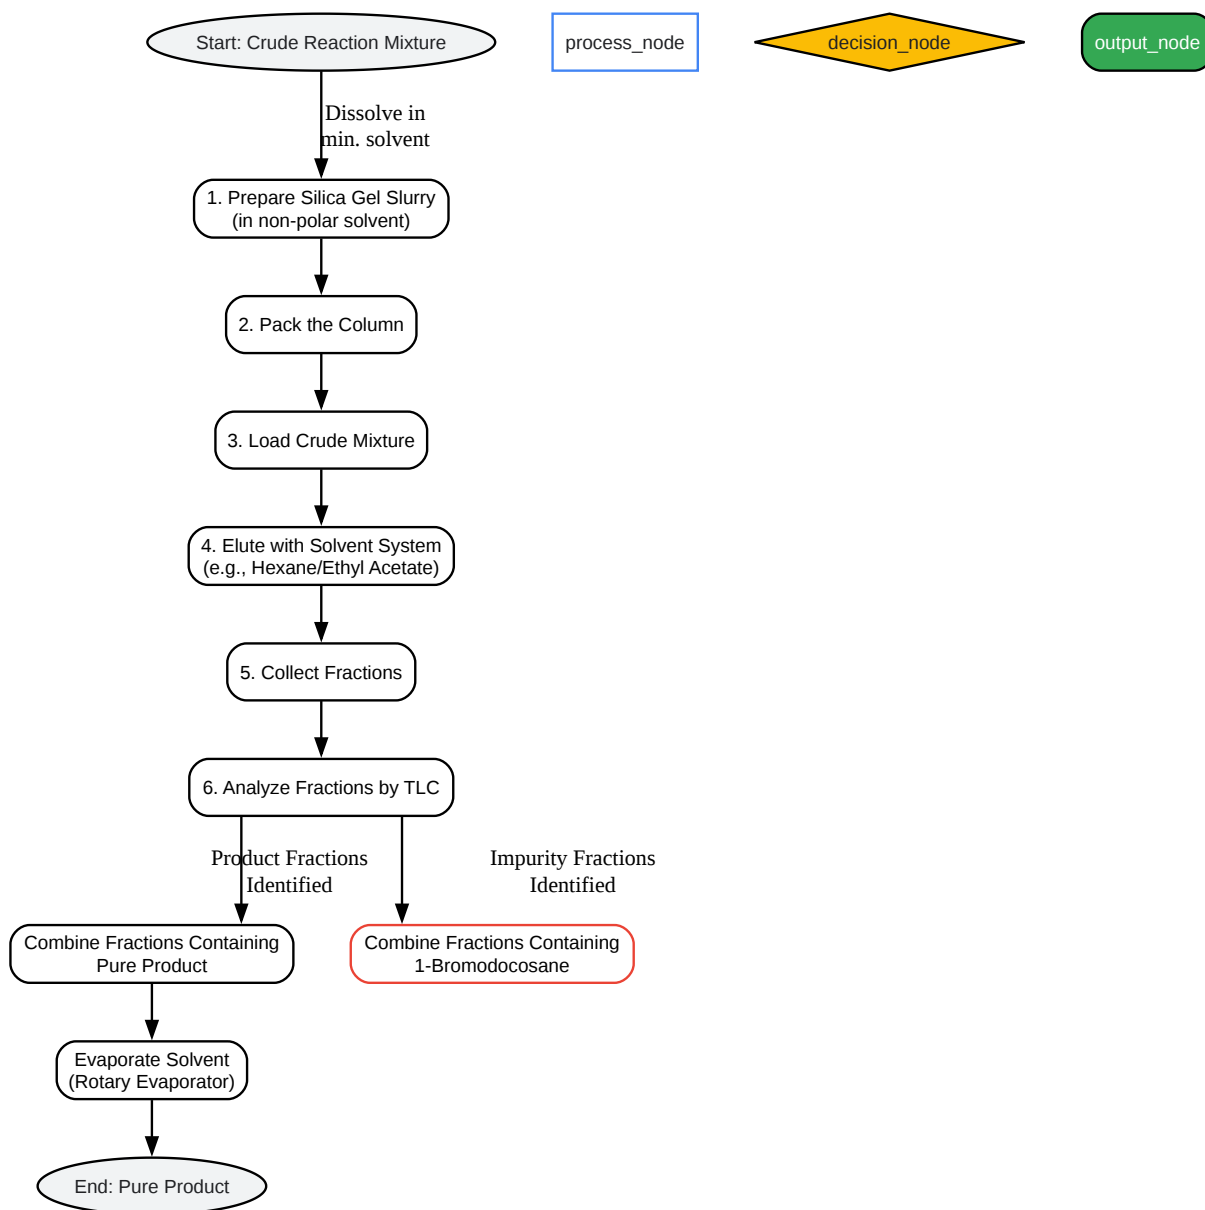 Start: Crude Reaction Mixture
process_node
decision_node
output_node
Dissolve in
min. solvent
1. Prepare Silica Gel Slurry
(in non-polar solvent)
2. Pack the Column
3. Load Crude Mixture
4. Elute with Solvent System
(e.g., Hexane/Ethyl Acetate)
5. Collect Fractions
6. Analyze Fractions by TLC
Product Fractions
Identified
Impurity Fractions
Identified
Combine Fractions Containing
Pure Product
Combine Fractions Containing
1-Bromodocosane
Evaporate Solvent
(Rotary Evaporator)
End: Pure Product